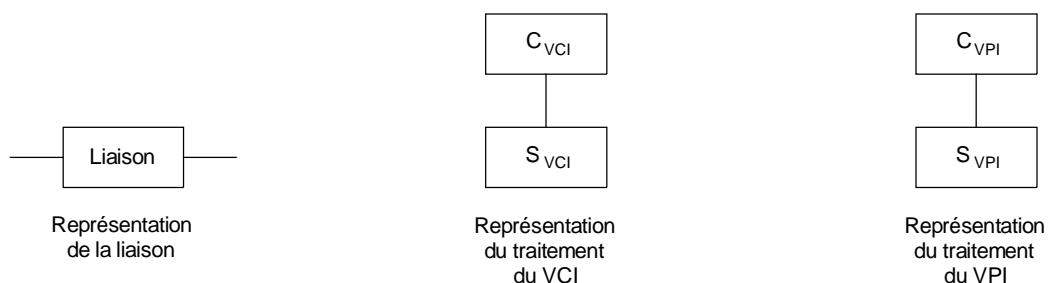 C VCI
C VPI
Liaison
S VCI
S VPI
Représentation
de la liaison
Représentation
du traitement
du VCI
Représentation
du traitement
du VPI